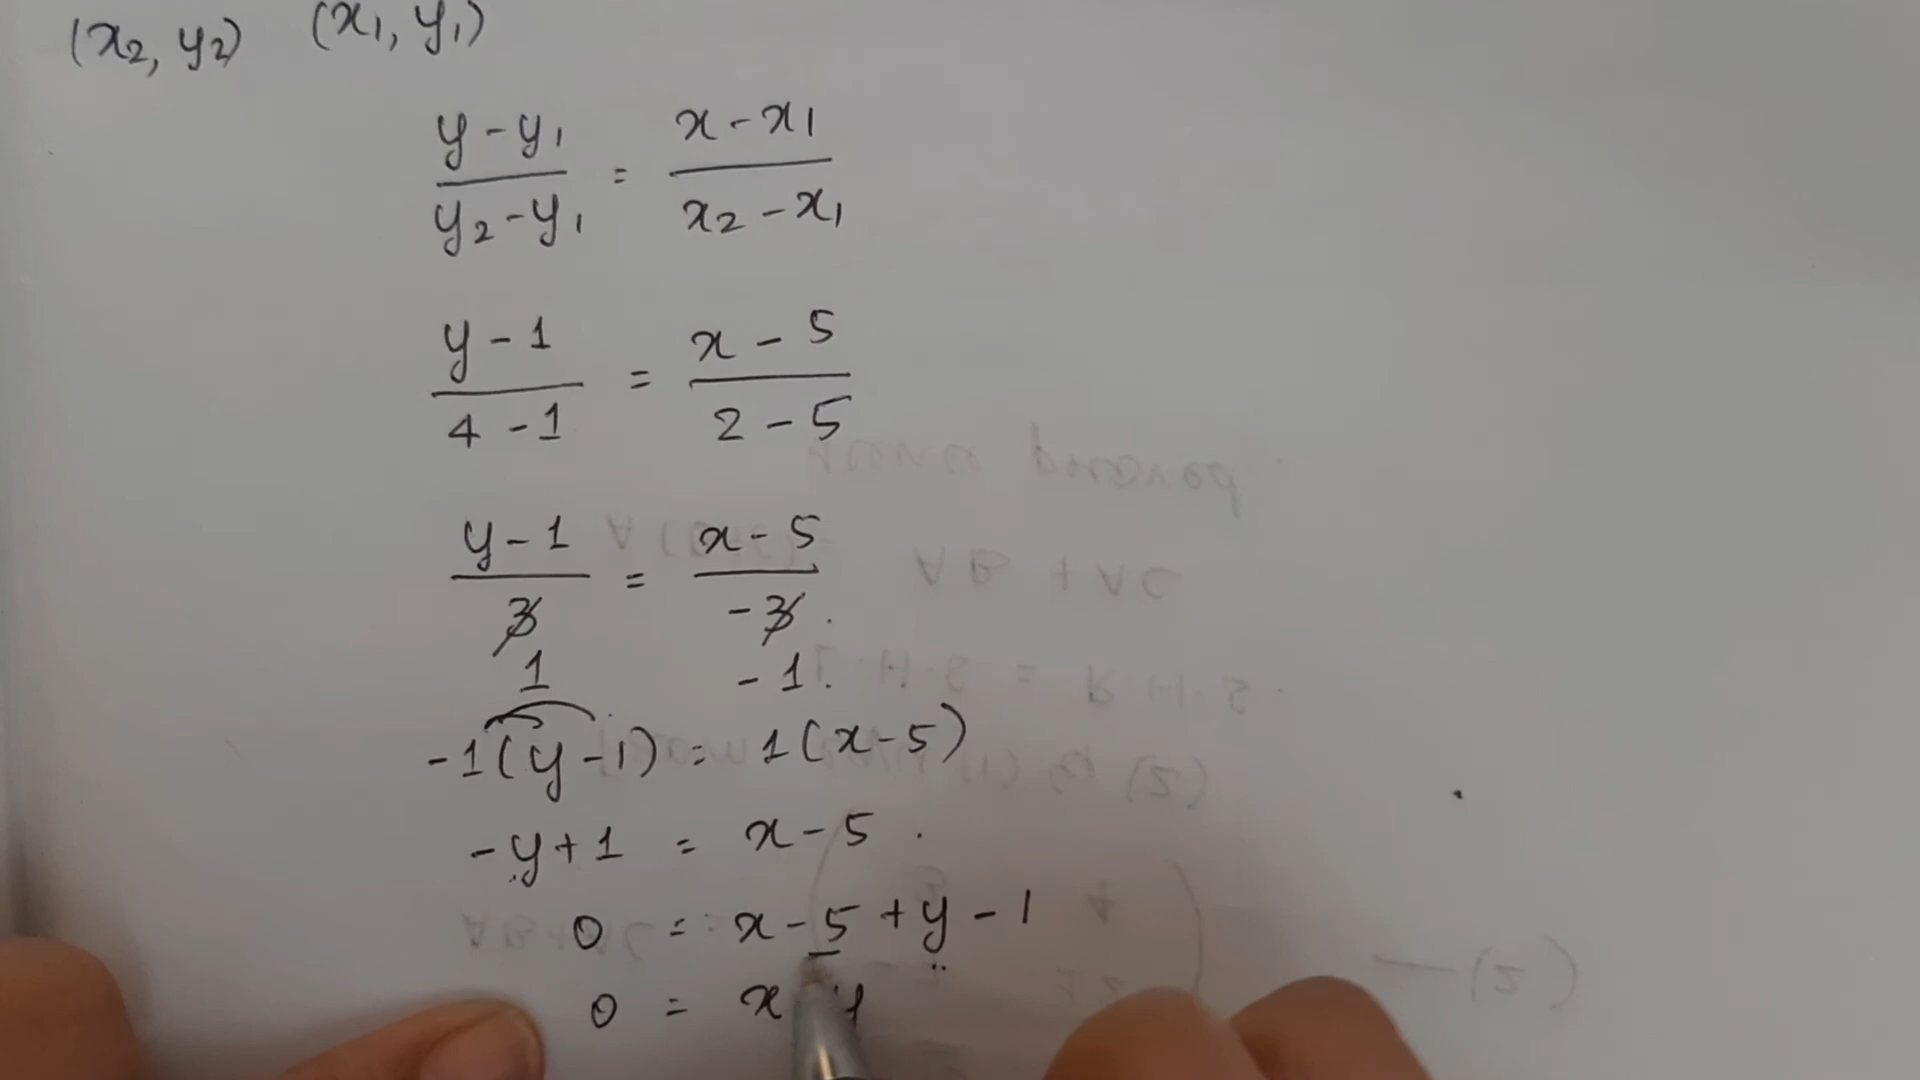 (x2, y2) (x1, y1)
y - y1 / y2 - y1 = x - x1 / x2 - x1
y - 1 / 4 - 1 = x - 5 / 2 - 5
y - 1 / 3 = x - 5 / -3
1 -1
-1(y - 1) = 1(x - 5)
-y + 1 = x - 5
0 = x - 5 + y - 1
0 = x